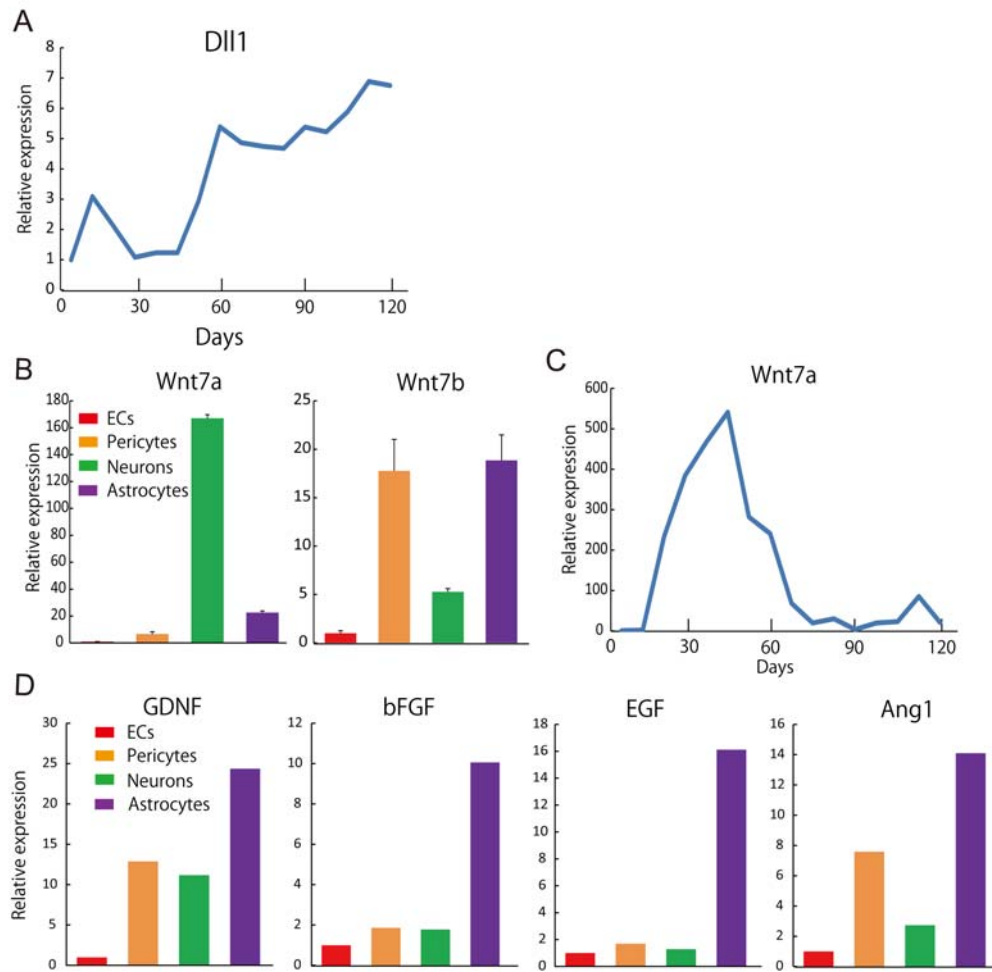 A
Dll1
8
7
6
5
4
3
2
1
0
Relative expression
0 30 60 90 120
Days
B
Wnt7a
180
160
140
120
100
80
60
40
20
0
Relative expression
ECs
Pericytes
Neurons
Astrocytes
Wnt7b
25
20
15
10
5
0
C
Wnt7a
600
500
400
300
200
100
0
Relative expression
30 60 90 120
Days
D
GDNF
30
25
20
15
10
5
0
Relative expression
ECs
Pericytes
Neurons
Astrocytes
bFGF
12
10
8
6
4
2
0
EGF
18
16
14
12
10
8
6
4
2
0
Ang1
16
14
12
10
8
6
4
2
0